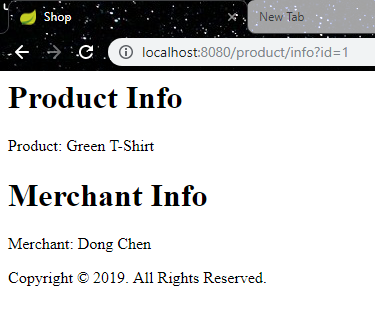 Shop
New Tab
localhost:8080/product/info?id=1
Product Info
Product: Green T-Shirt
Merchant Info
Merchant: Dong Chen
Copyright © 2019. All Rights Reserved.